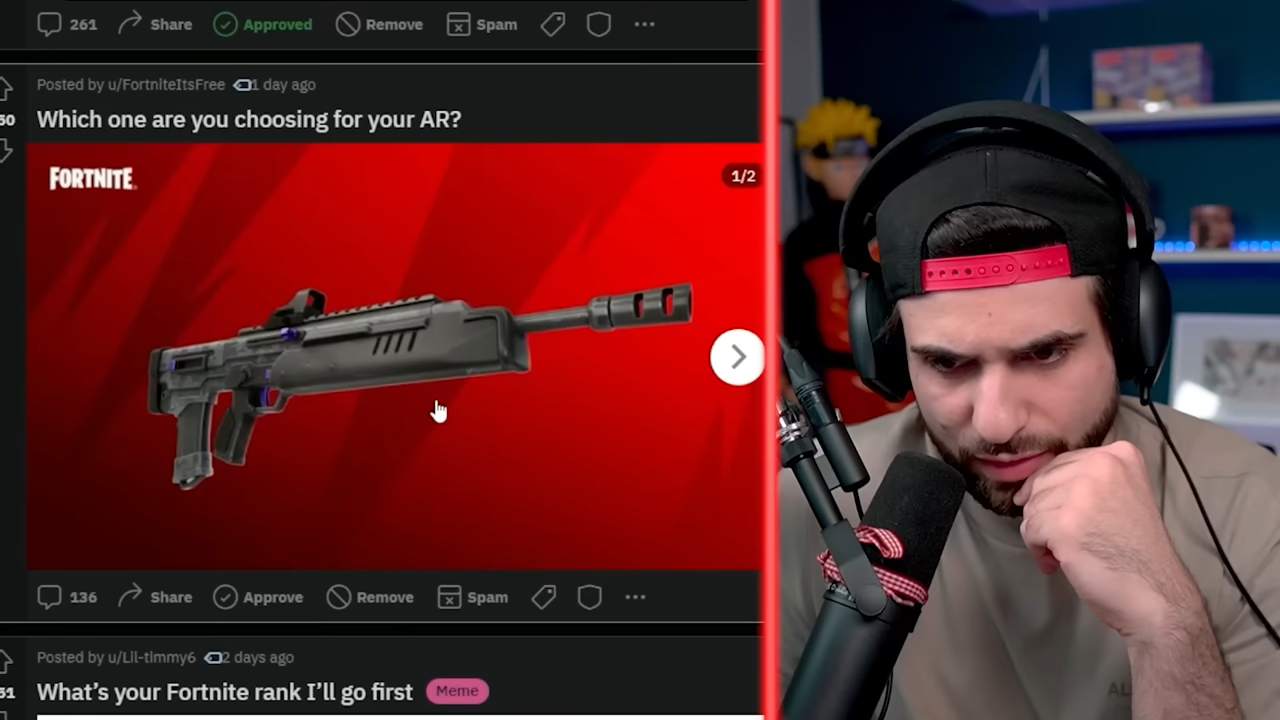 261 Share Approved Remove Spam
Posted by u/FortniteItsFree 1 day ago
Which one are you choosing for your AR?
FORTNITE
1/2
136 Share Approve Remove Spam
Posted by u/Lil-timmy6 2 days ago
What's your Fortnite rank I'll go first Meme